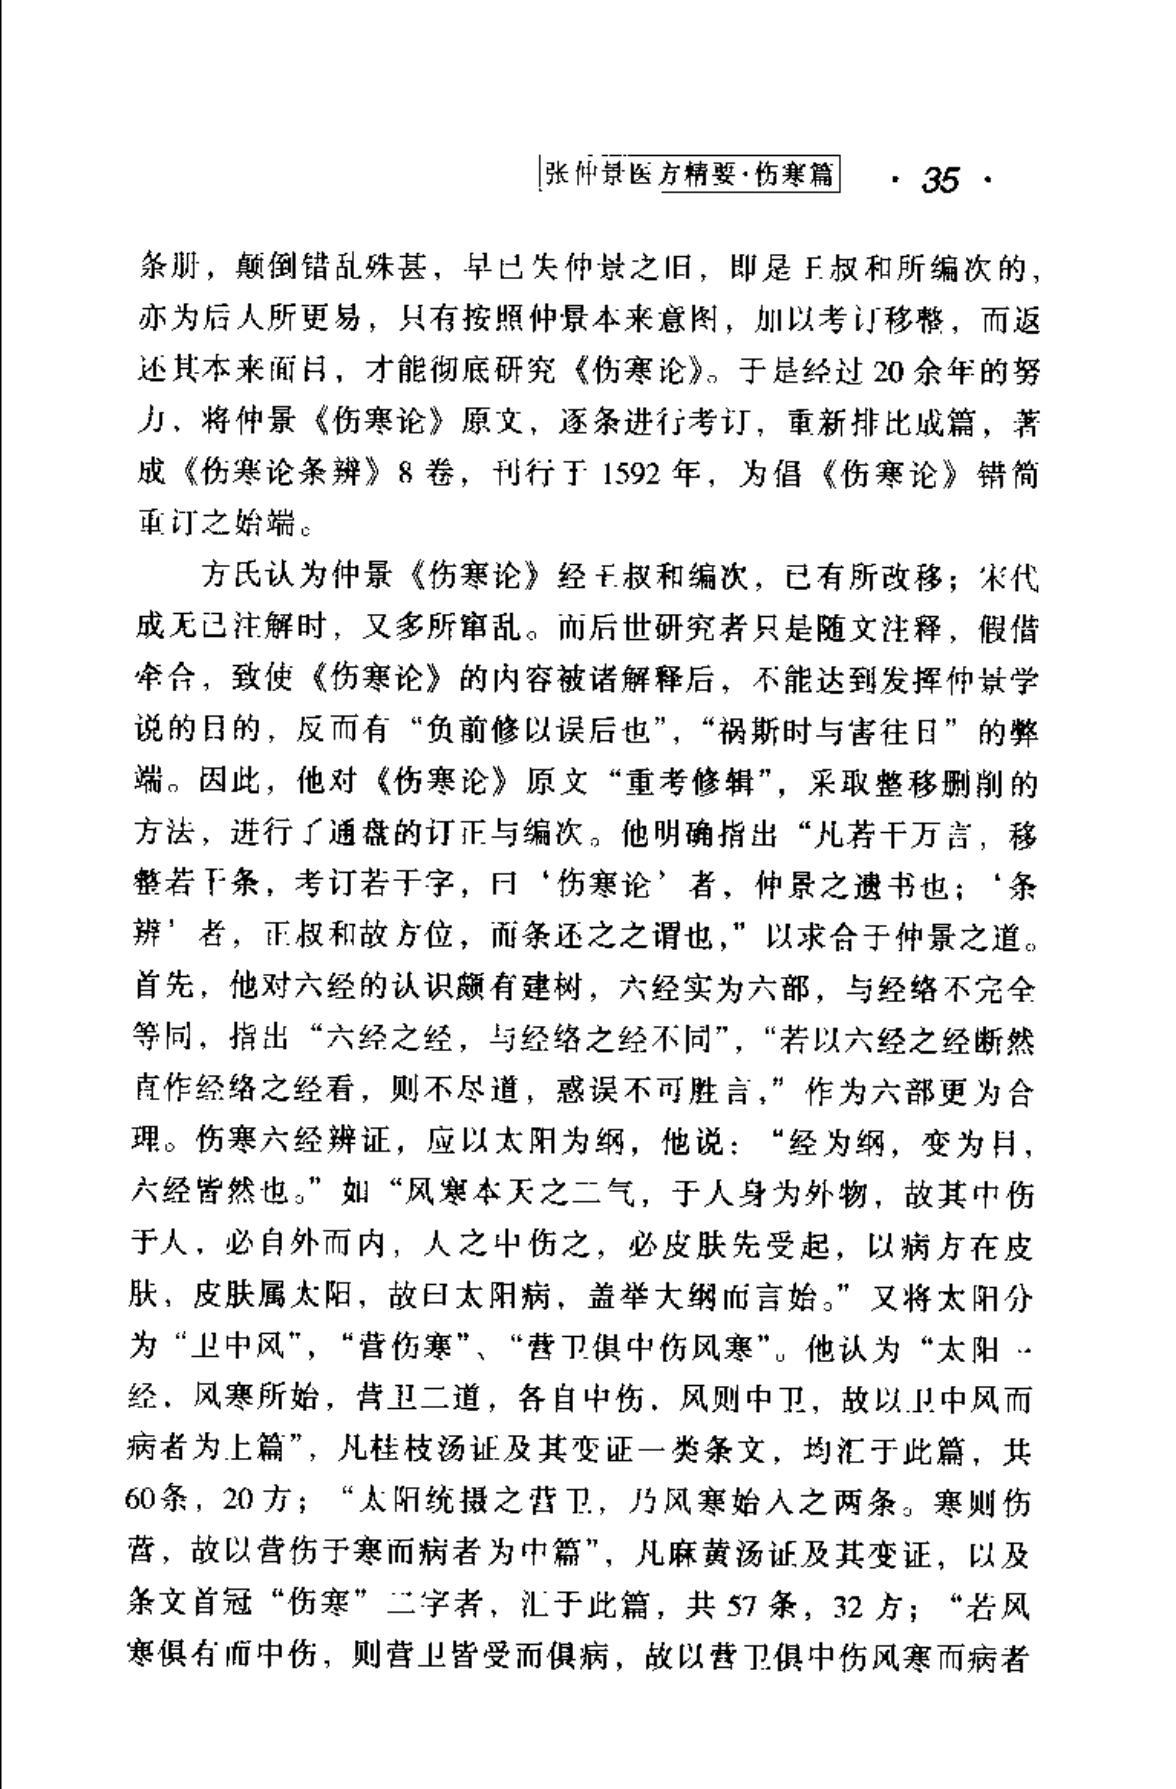 张仲景医方精要·伤寒篇 · 35 ·
条册，颠倒错乱殊甚，早已失仲景之旧，即是王叔和所编次的，
亦为后人所更易，只有按照仲景本来意图，加以考订移整，而返
还其本来面目，才能彻底研究《伤寒论》。于是经过 20 余年的努
力，将仲景《伤寒论》原文，逐条进行考订，重新排比成篇，著
成《伤寒论条辨》8 卷，刊行于 1592 年，为倡《伤寒论》错简
重订之始端。
方氏认为仲景《伤寒论》经王叔和编次，已有所改移；宋代
成无已注解时，又多所窜乱。而后世研究者只是随文注释，假借
牵合，致使《伤寒论》的内容被诸解释后，不能达到发挥仲景学
说的目的，反而有“负前修以误后也”，“祸斯时与害往日”的弊
端。因此，他对《伤寒论》原文“重考修辑”，采取整移删削的
方法，进行了通盘的订正与编次。他明确指出“凡若干万言，移
整若干条，考订若干字，曰‘伤寒论’者，仲景之遗书也；‘条
辨’者，正叔和故方位，而条还之之谓也，”以求合于仲景之道。
首先，他对六经的认识颇有建树，六经实为六部，与经络不完全
等同，指出“六经之经，与经络之经不同”，“若以六经之经断然
直作经络之经看，则不尽道，惑误不可胜言，”作为六部更为合
理。伤寒六经辨证，应以太阳为纲，他说：“经为纲，变为目，
六经皆然也。”如“风寒本天之二气，于人身为外物，故其中伤
于人，必自外而内，人之中伤之，必皮肤先受起，以病方在皮
肤，皮肤属太阳，故曰太阳病，盖举大纲而言始。”又将太阳分
为“卫中风”，“营伤寒”、“营卫俱中伤风寒”。他认为“太阳一
经，风寒所始，营卫二道，各自中伤，风则中卫，故以卫中风而
病者为上篇”，凡桂枝汤证及其变证一类条文，均汇于此篇，共
60条，20 方；“太阳统摄之营卫，乃风寒始入之两条。寒则伤
营，故以营伤于寒而病者为中篇”，凡麻黄汤证及其变证，以及
条文首冠“伤寒”二字者，汇于此篇，共 57 条，32 方；“若风
寒俱有而中伤，则营卫皆受而俱病，故以营卫俱中伤风寒而病者